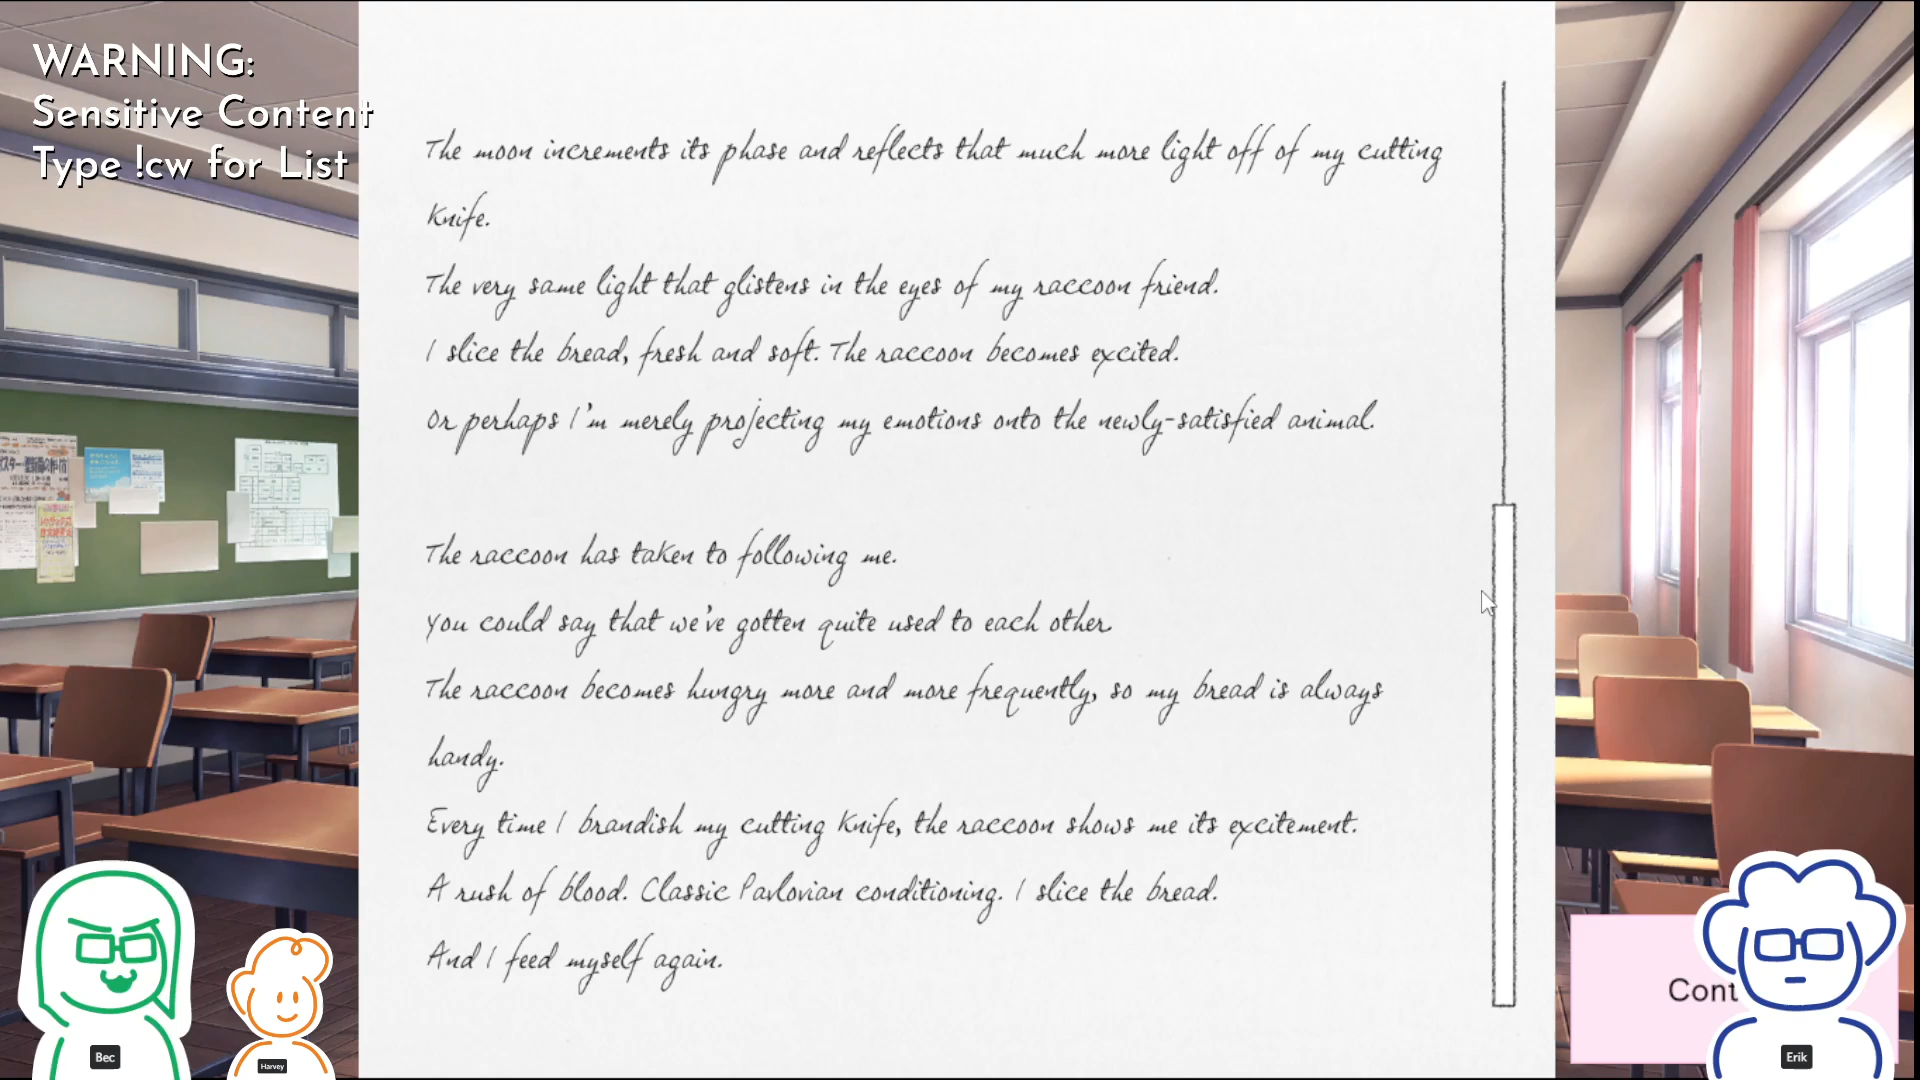 WARNING:
Sensitive Content
Type !cw for List
The moon increments its phase and reflects that much more light off of my cutting
knife.
The very same light that glistens in the eyes of my raccoon friend.
I slice the bread, fresh and soft. The raccoon becomes excited.
Or perhaps I'm merely projecting my emotions onto the newly-satisfied animal.
The raccoon has taken to following me.
You could say that we've gotten quite used to each other
The raccoon becomes hungry more and more frequently, so my bread is always
handy.
Every time I brandish my cutting knife, the raccoon shows me its excitement.
A rush of blood. Classic Pavlovian conditioning. I slice the bread.
And I feed myself again.
Cont
Bec
Harvey
Erik